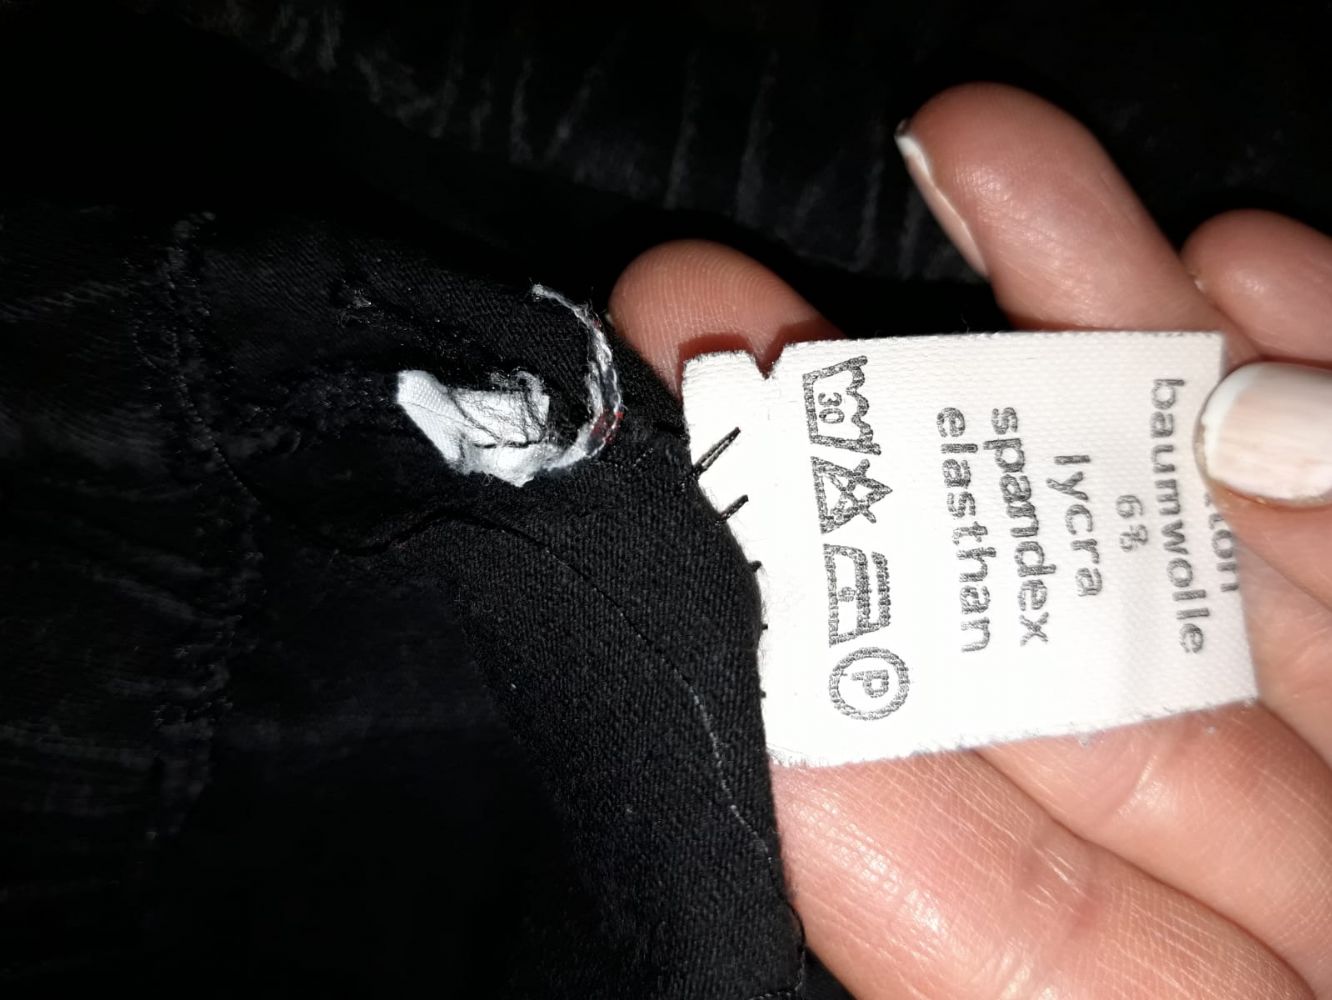 baumwolle
6%
lycra
spandex
elasthan
30
P